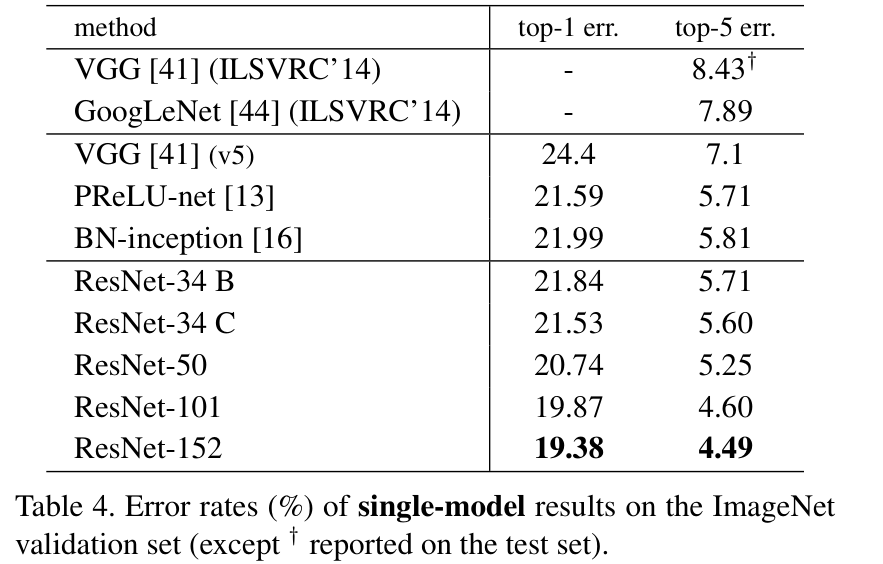 method top-1 err. top-5 err.
VGG [41] (ILSVRC’14) - 8.43†
GoogLeNet [44] (ILSVRC’14) - 7.89
VGG [41] (v5) 24.4 7.1
PReLU-net [13] 21.59 5.71
BN-inception [16] 21.99 5.81
ResNet-34 B 21.84 5.71
ResNet-34 C 21.53 5.60
ResNet-50 20.74 5.25
ResNet-101 19.87 4.60
ResNet-152 19.38 4.49
Table 4. Error rates (%) of single-model results on the ImageNet
validation set (except † reported on the test set).